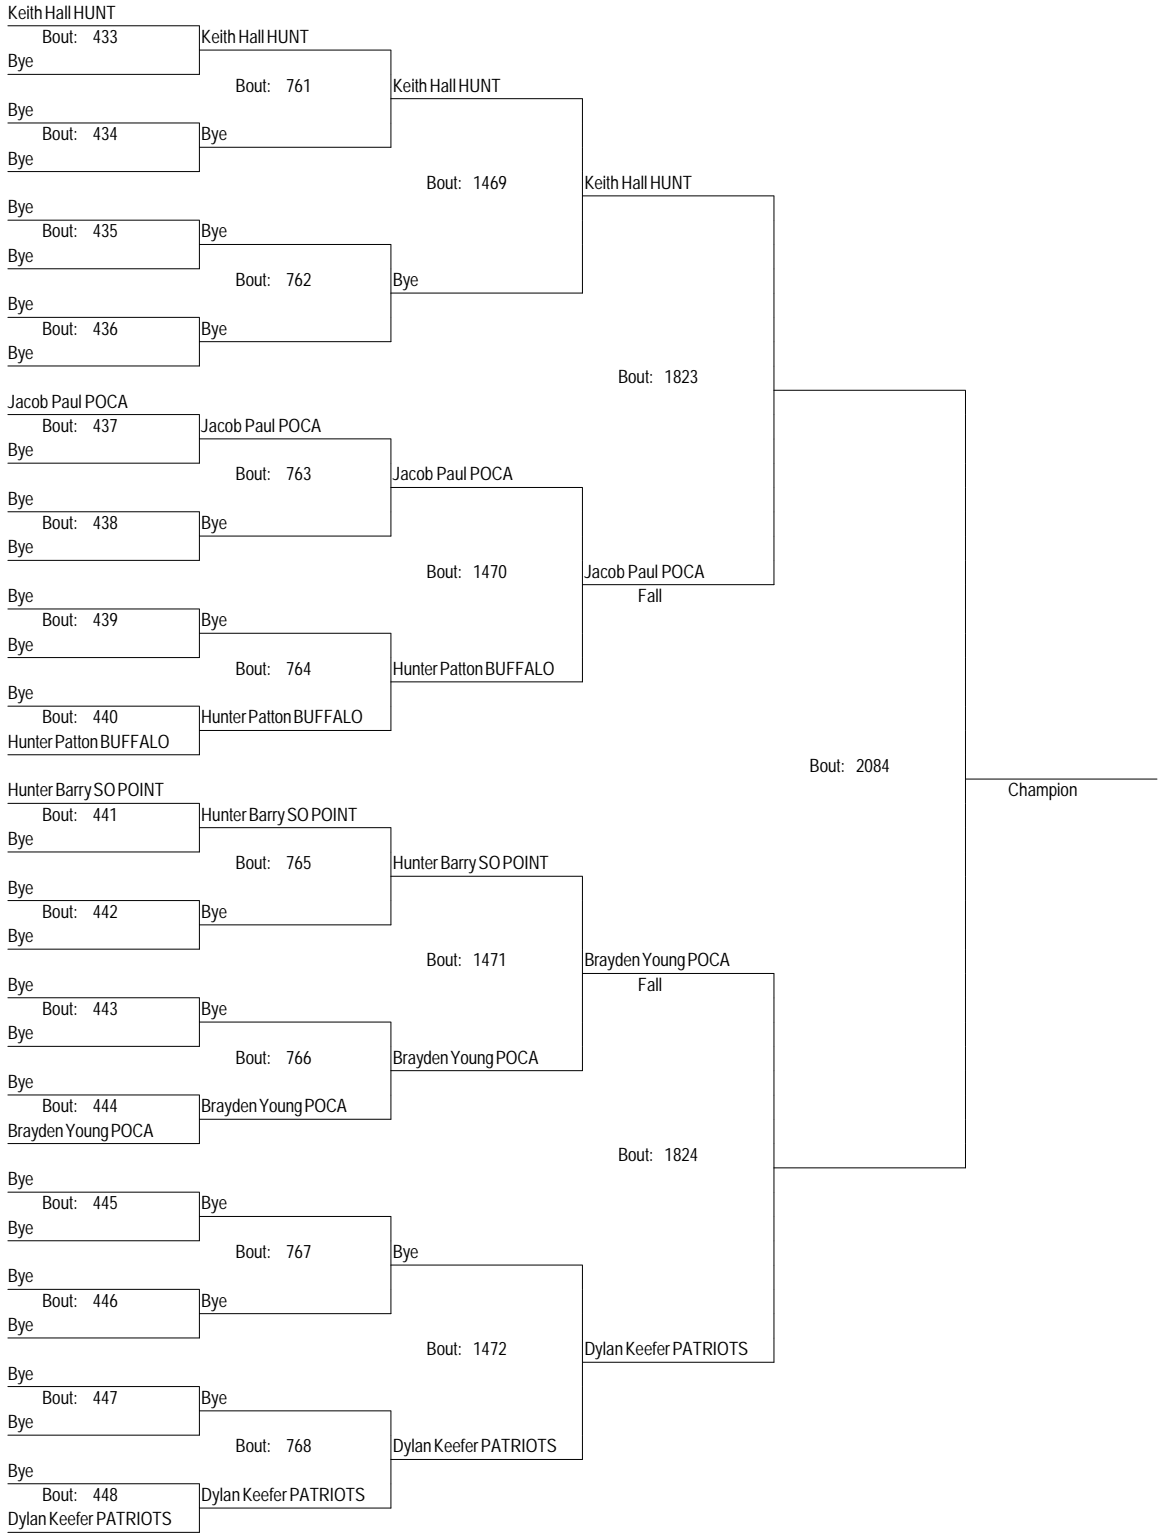 Keith Hall HUNT
Bout: 433 Keith Hall HUNT
Bye
Bout: 761 Keith Hall HUNT
Bye
Bout: 434 Bye
Bye
Bout: 1469 Keith Hall HUNT
Bye
Bout: 435 Bye
Bye
Bout: 762 Bye
Bye
Bout: 436 Bye
Bye
Bout: 1823
Jacob Paul POCA
Bout: 437 Jacob Paul POCA
Bye
Bout: 763 Jacob Paul POCA
Bye
Bout: 438 Bye
Bye
Bout: 1470 Jacob Paul POCA
Bye Fall
Bout: 439 Bye
Bye
Bout: 764 Hunter Patton BUFFALO
Bye
Bout: 440 Hunter Patton BUFFALO
Hunter Patton BUFFALO
Bout: 2084
Hunter Barry SO POINT Champion
Bout: 441 Hunter Barry SO POINT
Bye
Bout: 765 Hunter Barry SO POINT
Bye
Bout: 442 Bye
Bye
Bout: 1471 Brayden Young POCA
Bye Fall
Bout: 443 Bye
Bye
Bout: 766 Brayden Young POCA
Bye
Bout: 444 Brayden Young POCA
Brayden Young POCA
Bout: 1824
Bye
Bout: 445 Bye
Bye
Bout: 767 Bye
Bye
Bout: 446 Bye
Bye
Bout: 1472 Dylan Keefer PATRIOTS
Bye
Bout: 447 Bye
Bye
Bout: 768 Dylan Keefer PATRIOTS
Bye
Bout: 448 Dylan Keefer PATRIOTS
Dylan Keefer PATRIOTS